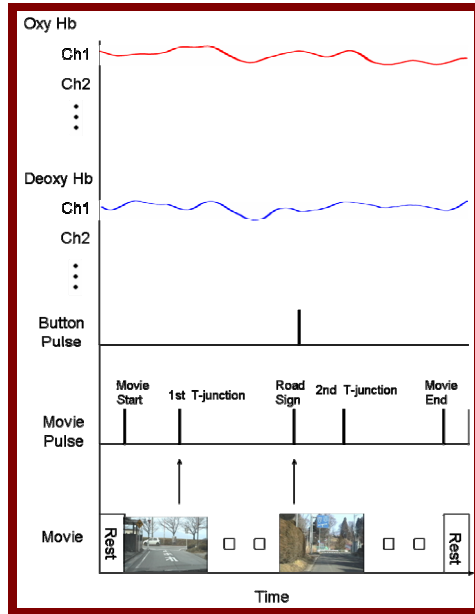 Oxy Hb
Ch1
Ch2
Deoxy Hb
Ch1
Ch2
Button
Pulse
Movie
Start
1st T-junction
Road
Sign
2nd T-junction
Movie
End
Movie
Pulse
Movie
Rest
Rest
Time